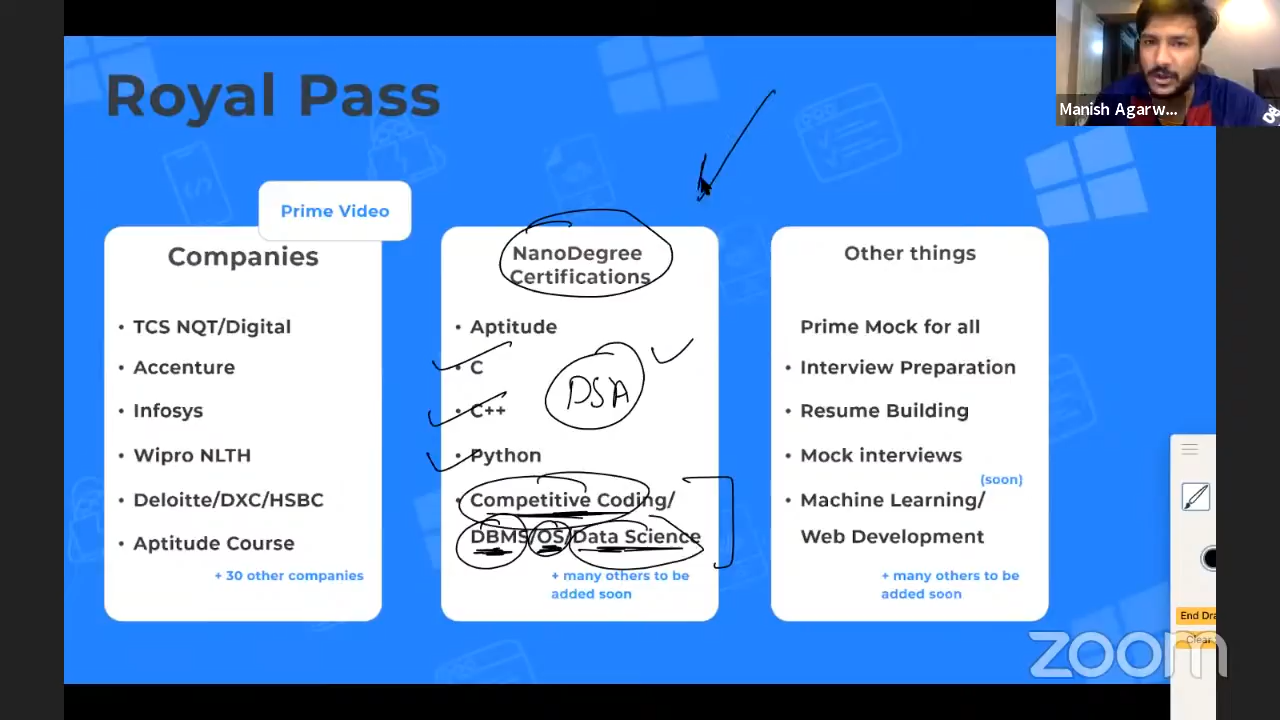 Royal Pass
Manish Agarw...
Prime Video
Companies
• TCS NQT/Digital
• Accenture
• Infosys
• Wipro NLTH
• Deloitte/DXC/HSBC
• Aptitude Course
+ 30 other companies
NanoDegree
Certifications
• Aptitude
• C
DSA
• C++
• Python
• Competitive Coding/
DBMS/OS/Data Science
+ many others to be
added soon
Other things
Prime Mock for all
• Interview Preparation
• Resume Building
• Mock interviews
(soon)
• Machine Learning/
Web Development
+ many others to be
added soon
End Dra
Clear
zoom